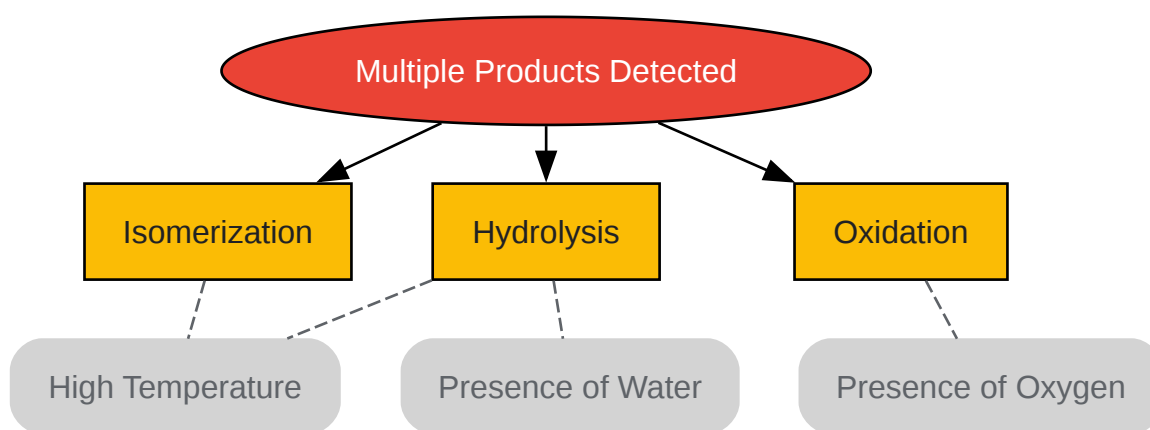 Multiple Products Detected
Isomerization
Hydrolysis
Oxidation
High Temperature
Presence of Water
Presence of Oxygen